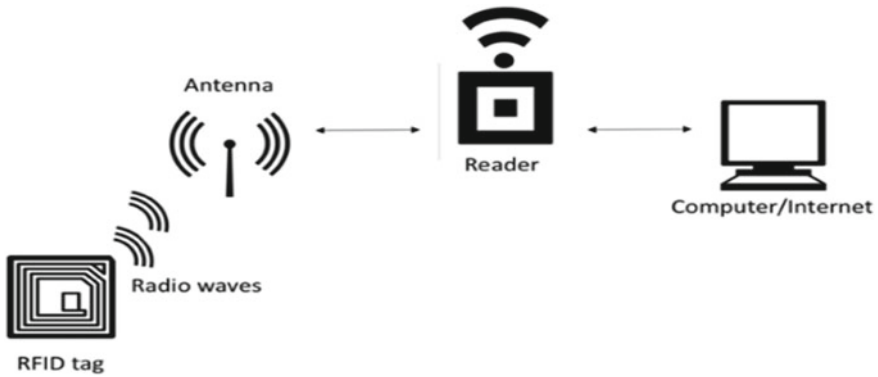 Antenna
Reader
Computer/Internet
Radio waves
RFID tag